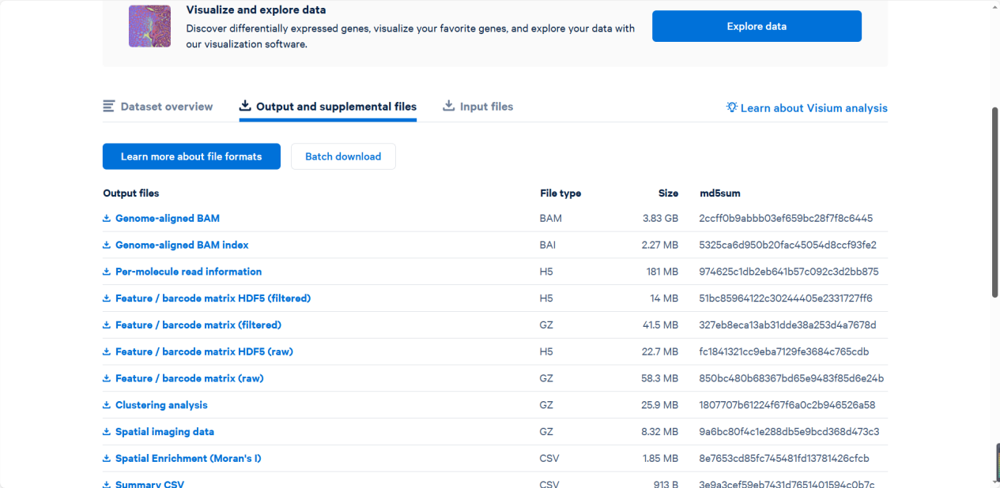 Visualize and explore data
Discover differentially expressed genes, visualize your favorite genes, and explore your data with
our visualization software.
Explore data
Dataset overview
Output and supplemental files
Input files
Learn about Visium analysis
Learn more about file formats
Batch download
Output files File type Size md5sum
Genome-aligned BAM BAM 3.83 GB 2ccff0b9abbb03ef659bc28f7f8c6445
Genome-aligned BAM index BAI 2.27 MB 5325ca6d950b20fac45054d8ccf93fe2
Per-molecule read information H5 181 MB 974625c1db2eb641b57c092c3d2bb875
Feature / barcode matrix HDF5 (filtered) H5 14 MB 51bc85964122c30244405e2331727ff6
Feature / barcode matrix (filtered) GZ 41.5 MB 327eb8eca13ab31dde38a253d4a7678d
Feature / barcode matrix HDF5 (raw) H5 22.7 MB fc1841321cc9eba7129fe3684c765cdb
Feature / barcode matrix (raw) GZ 58.3 MB 850bc480b68367bd65e9483f85d6e24b
Clustering analysis GZ 25.9 MB 1807707b61224f67f6a0c2b946526a58
Spatial imaging data GZ 8.32 MB 9a6bc80f4c1e288db5e9bcd368d473c3
Spatial Enrichment (Moran's I) CSV 1.85 MB 8e7653cd85fc745481fd13781426cfcb
Summary CSV CSV 913 B 3e9a3cef59eb7431d7651401594c0b7c